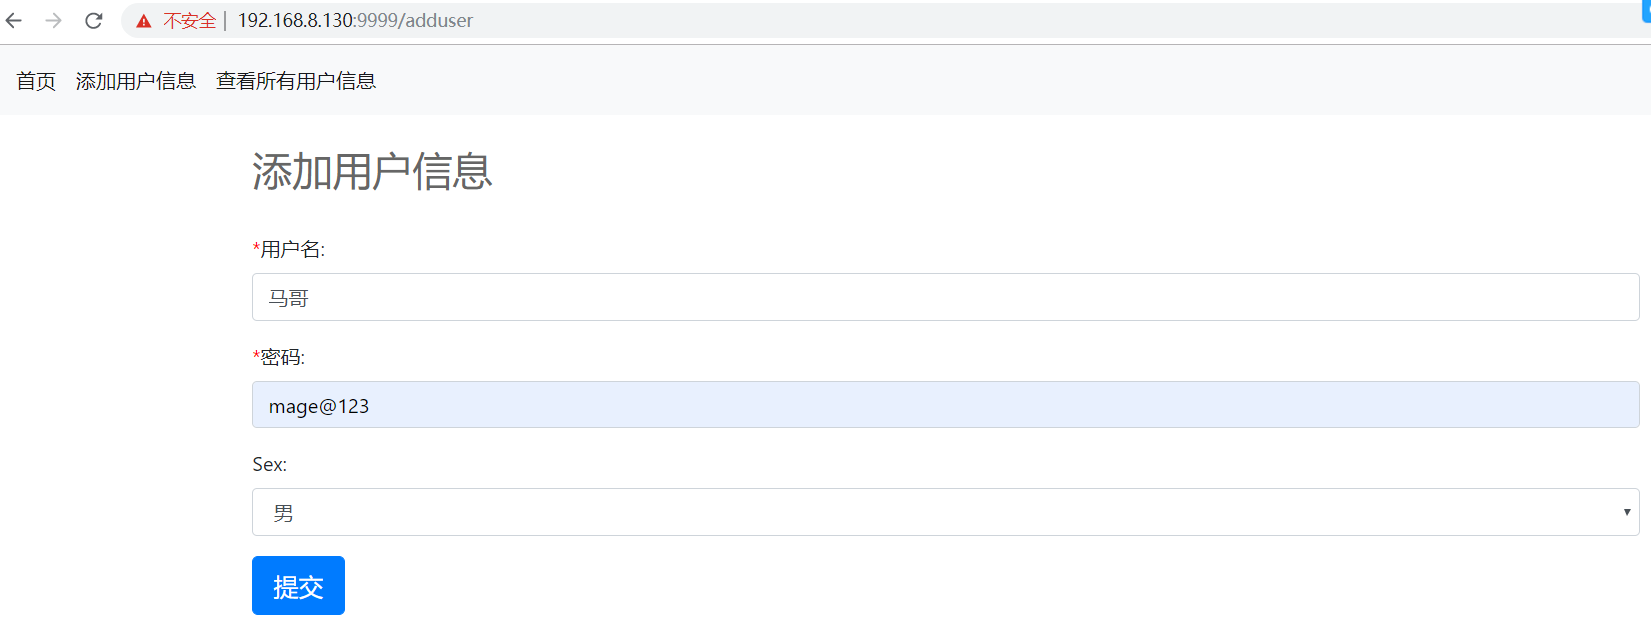 不安全 | 192.168.8.130:9999/adduser
首页 添加用户信息 查看所有用户信息
添加用户信息
*用户名:
马哥
*密码:
mage@123
Sex:
男
提交